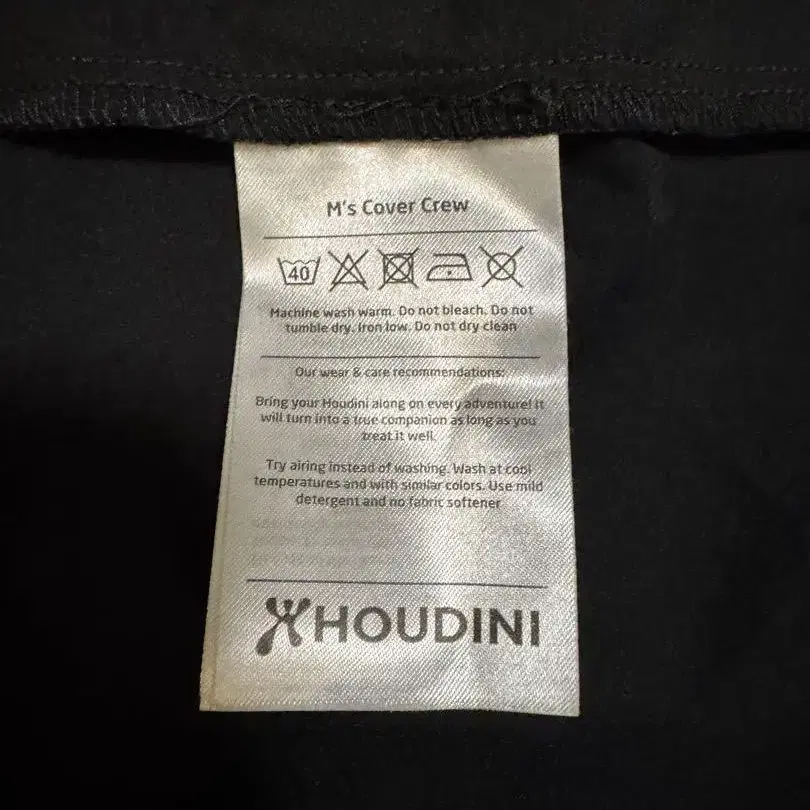 M's Cover Crew
40
Machine wash warm. Do not bleach. Do not
tumble dry. Iron low. Do not dry clean
Our wear & care recommendations:
Bring your Houdini along on every adventure! It
will turn into a true companion as long as you
treat it well.
Try airing instead of washing. Wash at cool
temperatures and with similar colors. Use mild
detergent and no fabric softener
HOUDINI